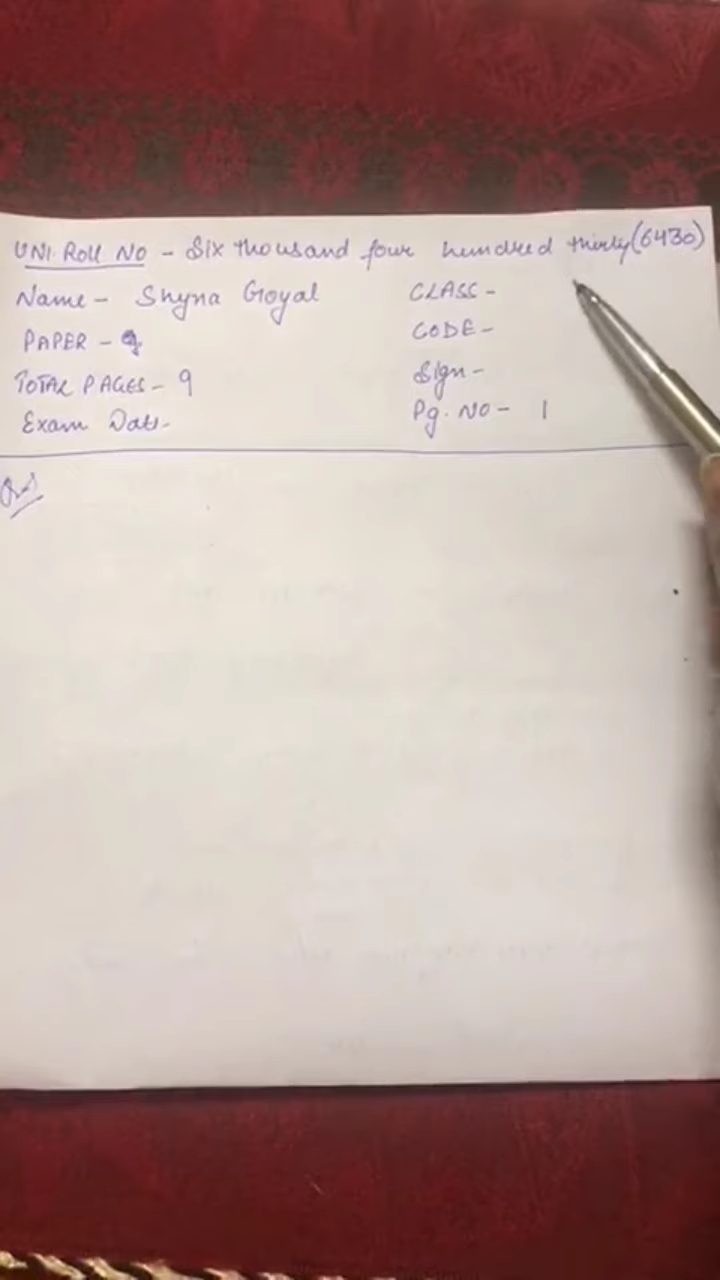 UNI Roll NO - Six thousand four hundred thirty (6430)
Name - Shyna Goyal
CLASS -
PAPER -
CODE -
TOTAL PAGES - 9
Sign -
Exam Date -
Pg. NO - 1